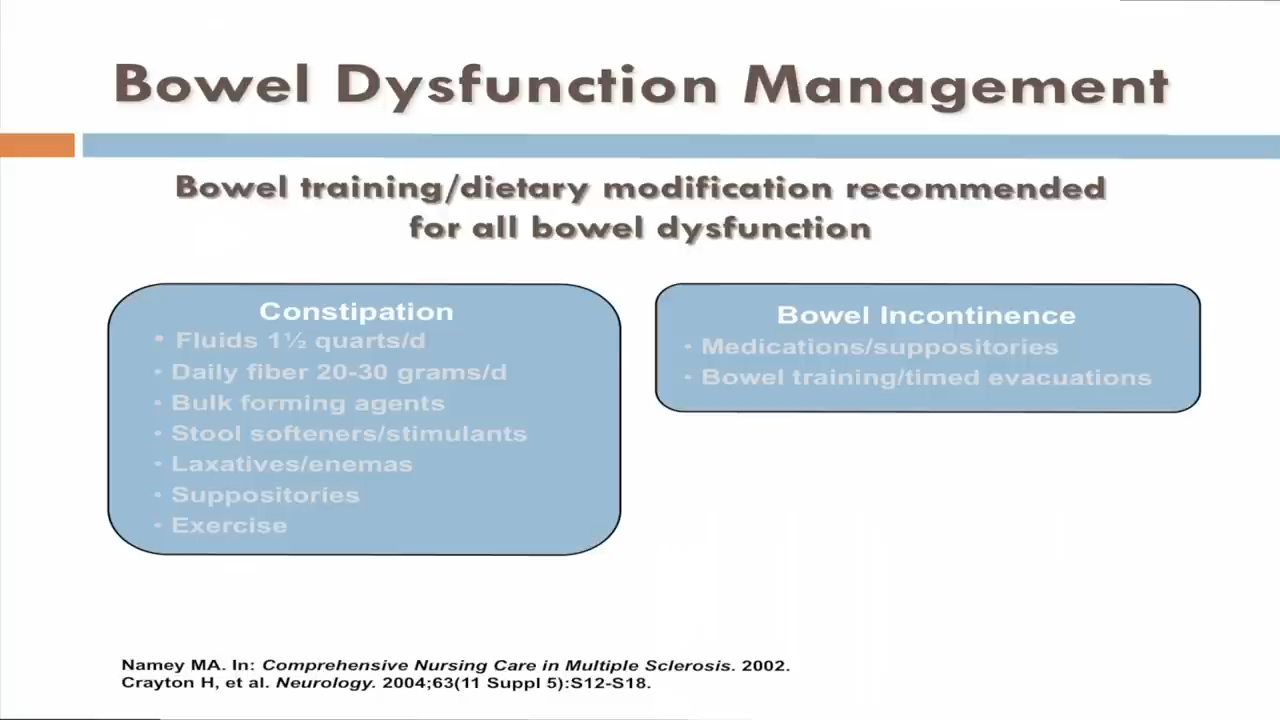 Bowel Dysfunction Management
Bowel training/dietary modification recommended
for all bowel dysfunction
Constipation
• Fluids 1½ quarts/d
• Daily fiber 20-30 grams/d
• Bulk forming agents
• Stool softeners/stimulants
• Laxatives/enemas
• Suppositories
• Exercise
Bowel Incontinence
• Medications/suppositories
• Bowel training/timed evacuations
Namey MA. In: Comprehensive Nursing Care in Multiple Sclerosis. 2002.
Crayton H, et al. Neurology. 2004;63(11 Suppl 5):S12-S18.